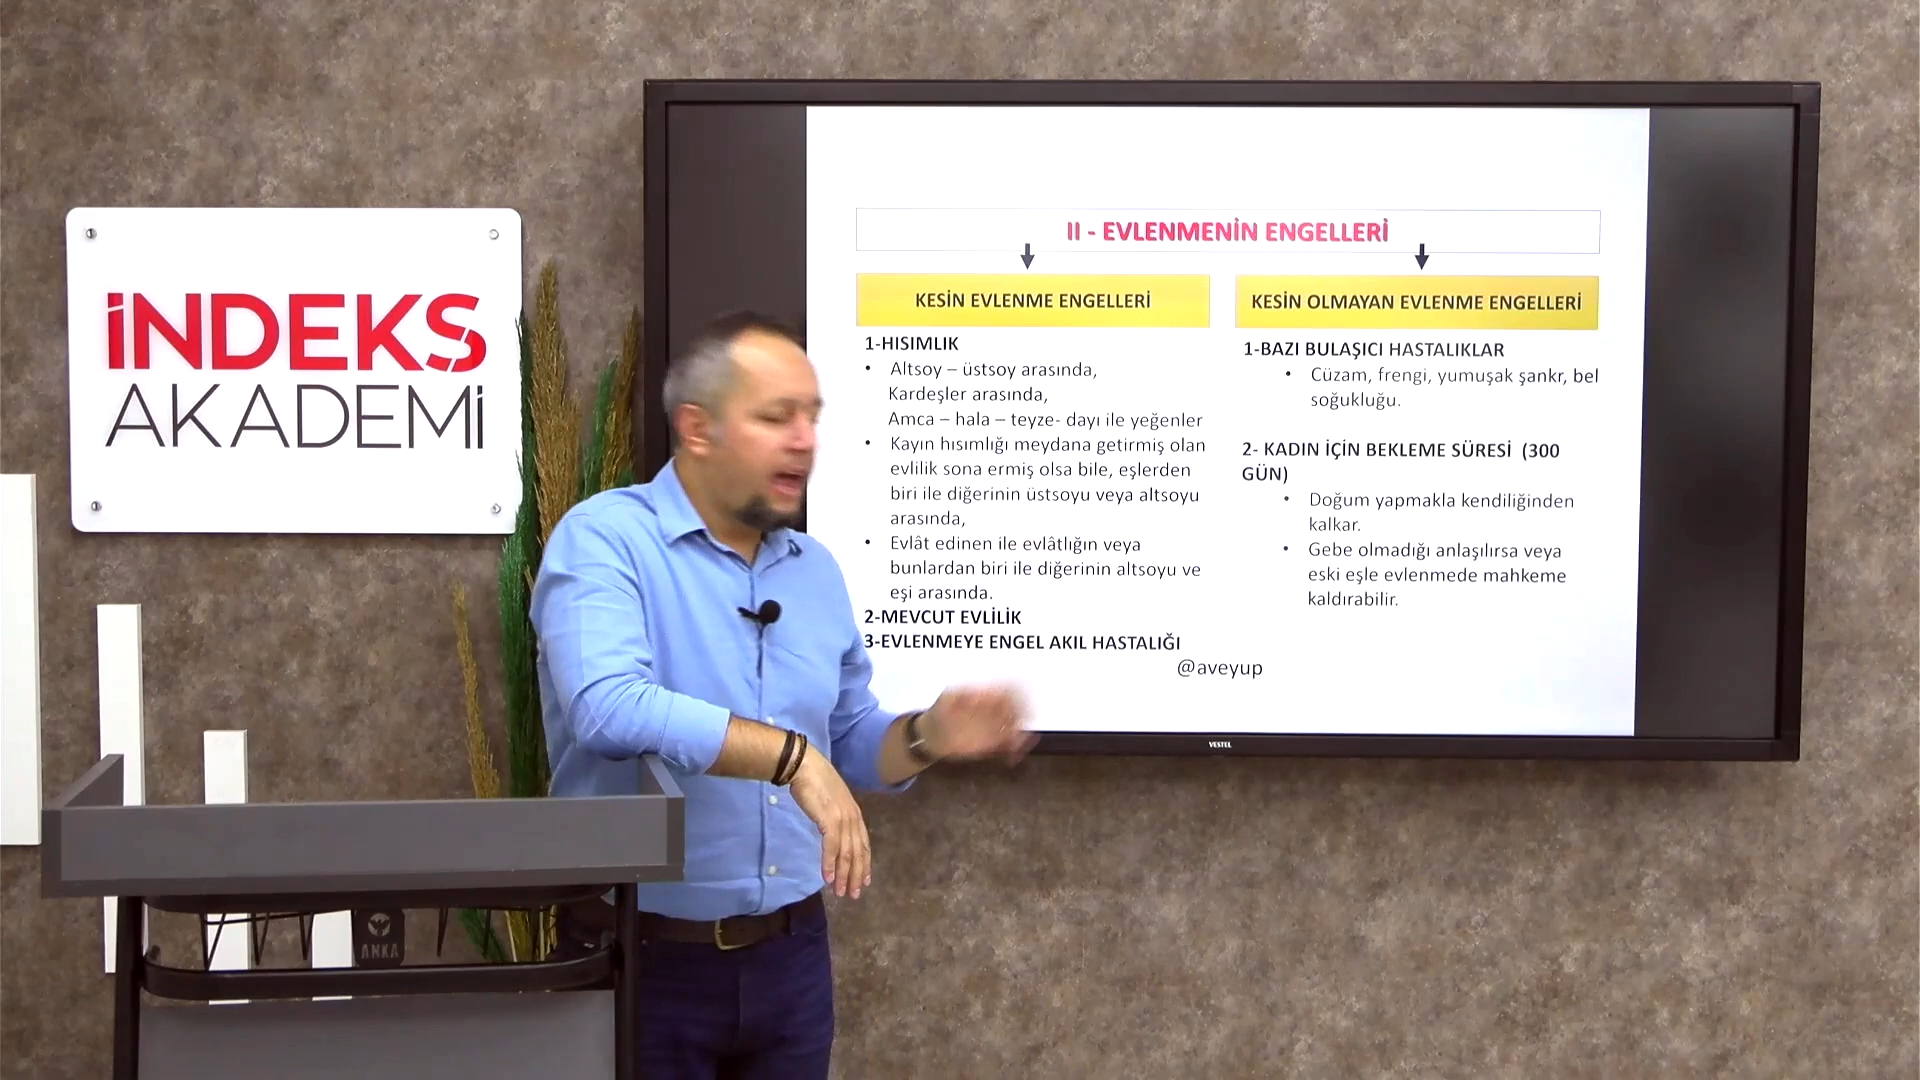 İNDEKS
AKADEMİ
II - EVLENMENİN ENGELLERİ
KESİN EVLENME ENGELLERİ
1-HISIMLIK
• Altsoy – üstsoy arasında,
Kardeşler arasında,
Amca – hala – teyze- dayı ile yeğenler
• Kayın hısımlığı meydana getirmiş olan
evlilik sona ermiş olsa bile, eşlerden
biri ile diğerinin üstsoyu veya altsoyu
arasında,
• Evlât edinen ile evlâtlığın veya
bunlardan biri ile diğerinin altsoyu ve
eşi arasında.
2-MEVCUT EVLİLİK
3-EVLENMEYE ENGEL AKIL HASTALIĞI
KESİN OLMAYAN EVLENME ENGELLERİ
1-BAZI BULAŞICI HASTALIKLAR
• Cüzam, frengi, yumuşak şankr, bel
soğukluğu.
2- KADIN İÇİN BEKLEME SÜRESİ (300
GÜN)
• Doğum yapmakla kendiliğinden
kalkar.
• Gebe olmadığı anlaşılırsa veya
eski eşle evlenmede mahkeme
kaldırabilir.
@aveyup
VESTEL
ANKA